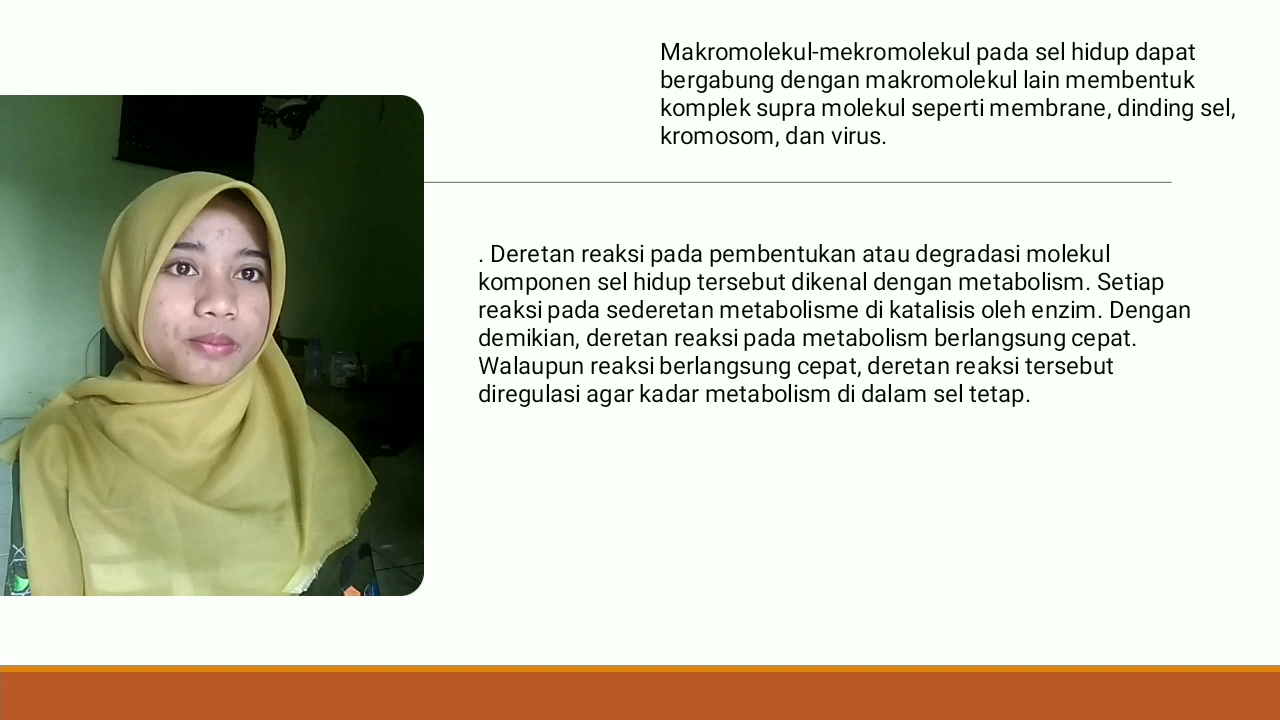 Makromolekul-mekromolekul pada sel hidup dapat
bergabung dengan makromolekul lain membentuk
komplek supra molekul seperti membrane, dinding sel,
kromosom, dan virus.
. Deretan reaksi pada pembentukan atau degradasi molekul
komponen sel hidup tersebut dikenal dengan metabolism. Setiap
reaksi pada sederetan metabolisme di katalisis oleh enzim. Dengan
demikian, deretan reaksi pada metabolism berlangsung cepat.
Walaupun reaksi berlangsung cepat, deretan reaksi tersebut
diregulasi agar kadar metabolism di dalam sel tetap.